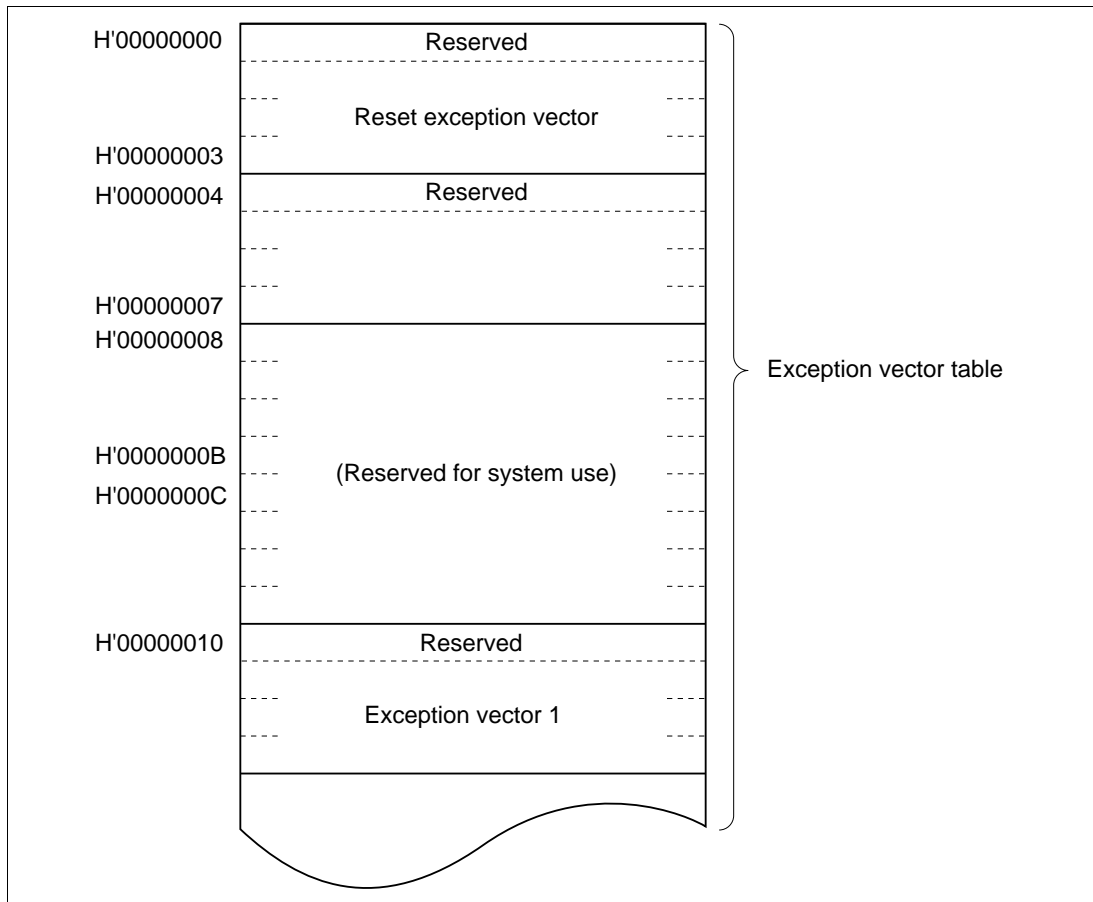 H'00000000
Reserved
Reset exception vector
H'00000003
H'00000004
Reserved
H'00000007
H'00000008
Exception vector table
H'0000000B
(Reserved for system use)
H'0000000C
H'00000010
Reserved
Exception vector 1